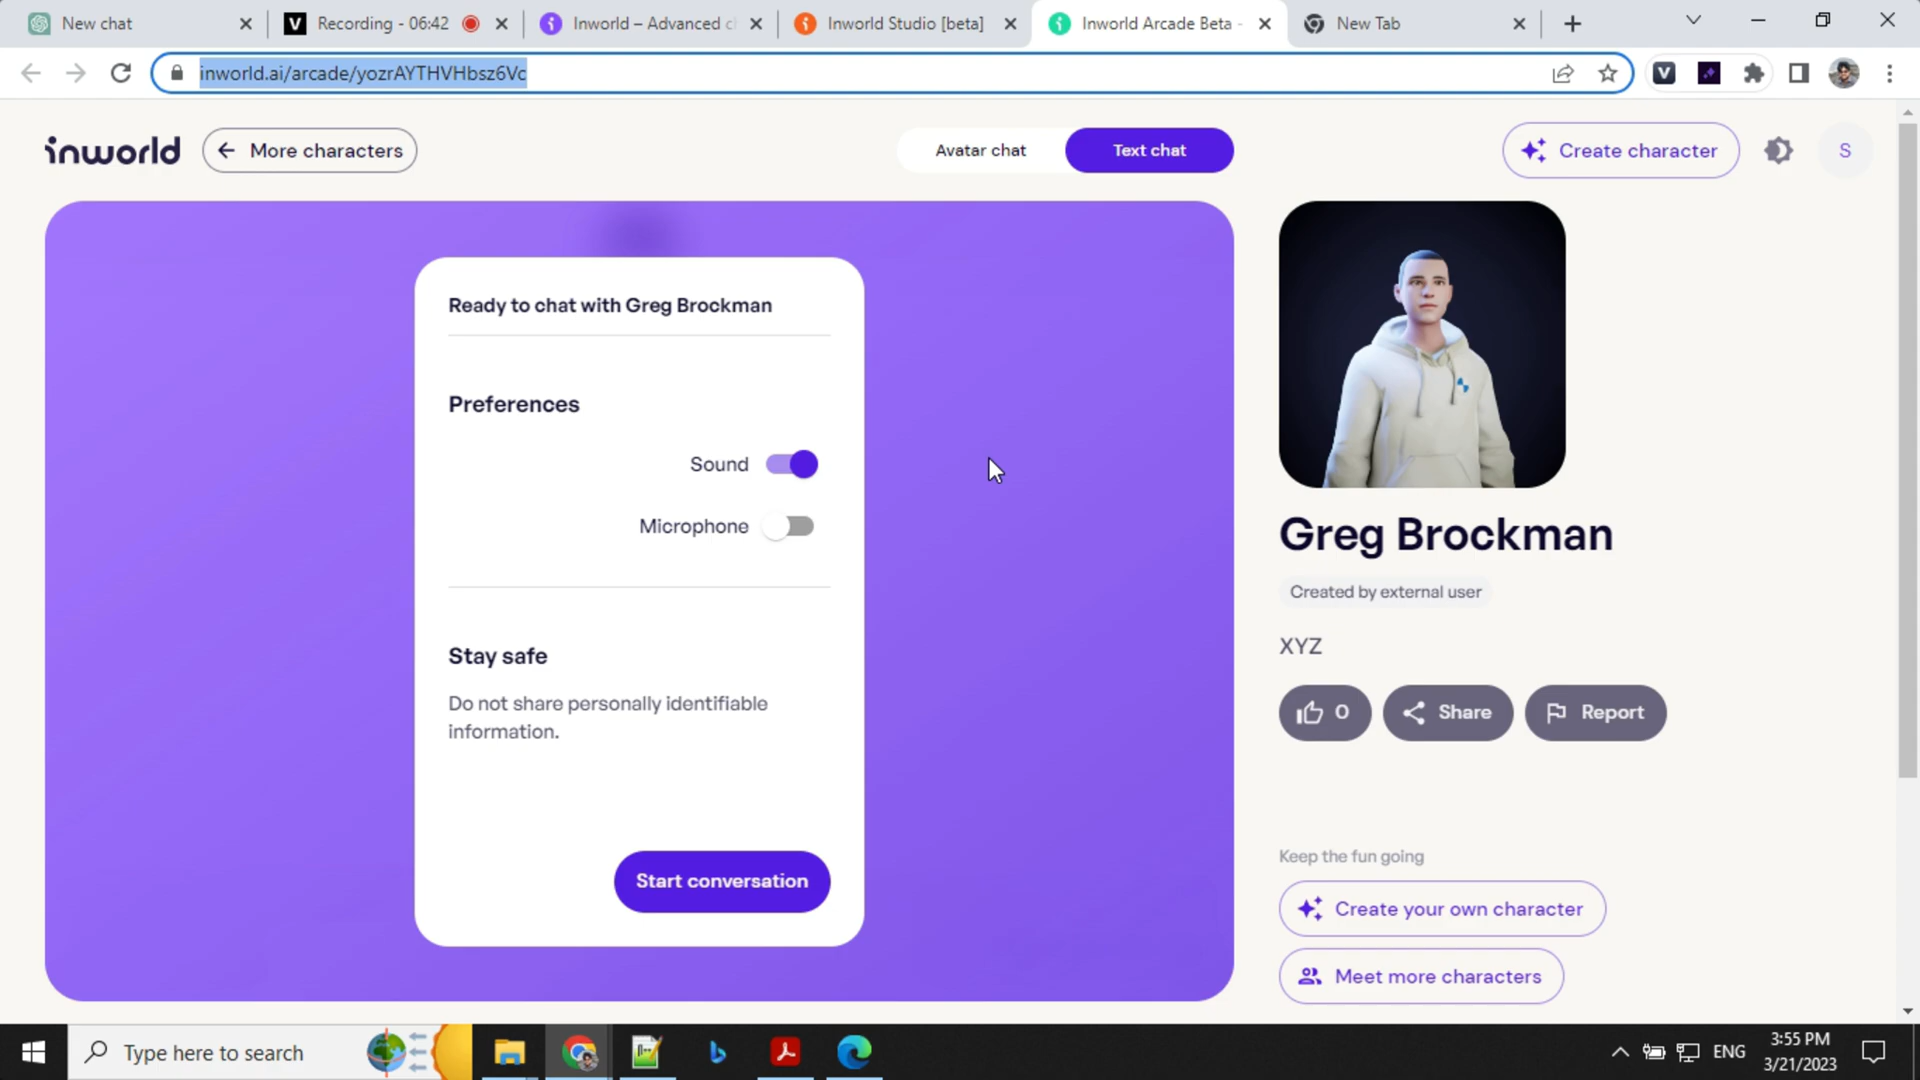 New chat
V Recording - 06:42
Inworld – Advanced c
Inworld Studio [beta]
Inworld Arcade Beta -
New Tab
inworld.ai/arcade/yozrAYTHVHbsz6Vc
V
inworld
More characters
Avatar chat
Text chat
Create character
S
Ready to chat with Greg Brockman
Preferences
Sound
Microphone
Stay safe
Do not share personally identifiable
information.
Start conversation
Greg Brockman
Created by external user
XYZ
0
Share
Report
Keep the fun going
Create your own character
Meet more characters
Type here to search
ENG
3:55 PM
3/21/2023